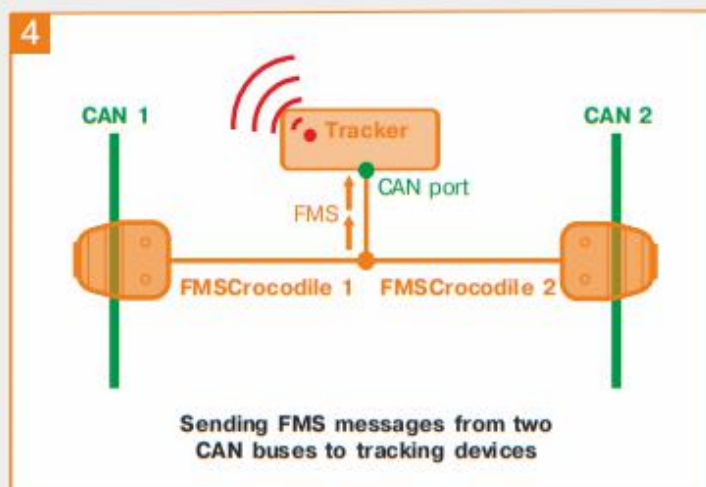 4
CAN 1
CAN 2
Tracker
CAN port
FMS
FMSCrocodile 1
FMSCrocodile 2
Sending FMS messages from two
CAN buses to tracking devices